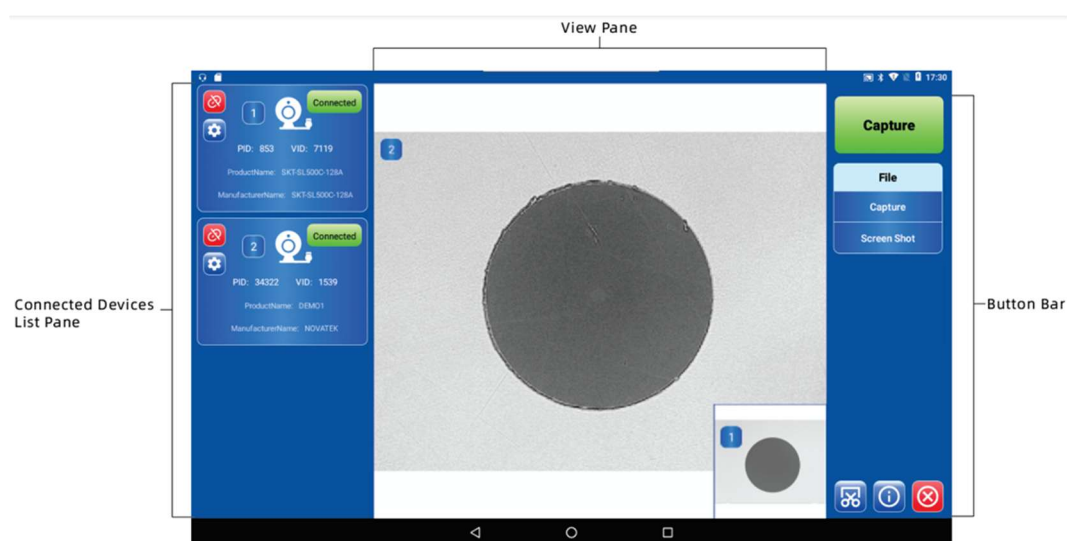 View Pane
17:30
1
Connected
PID: 853 VID: 7119
ProductName: SKT-SL500C-128A
ManufacturerName: SKT-SL500C-128A
2
Connected
PID: 34322 VID: 1539
ProductName: DEMO1
ManufacturerName: NOVATEK
Connected Devices
List Pane
2
1
Capture
File
Capture
Screen Shot
Button Bar